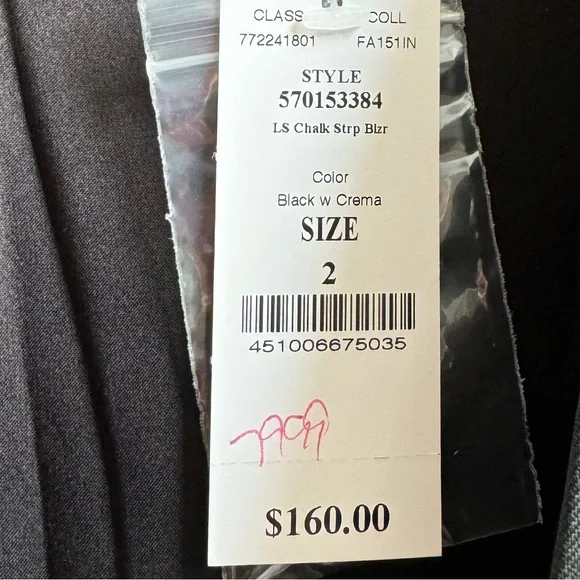 CLASS COLL
772241801 FA151IN
STYLE
570153384
LS Chalk Strp Blzr
Color
Black w Crema
SIZE
2
451006675035
$160.00